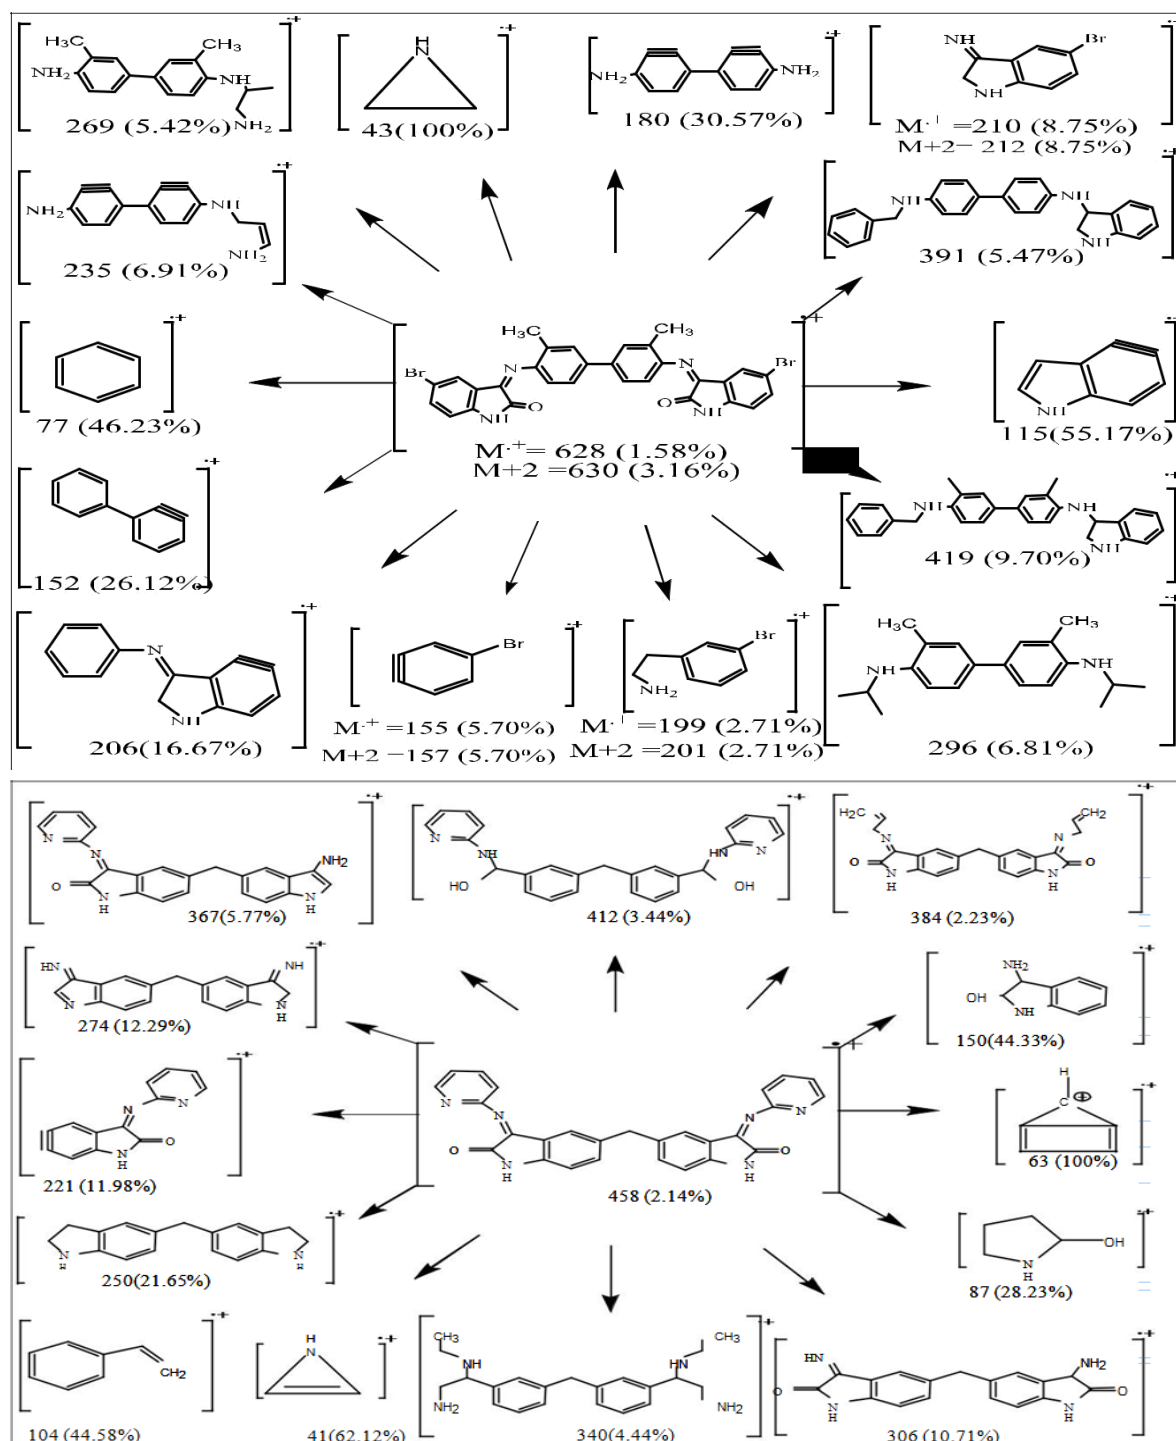 H₃C
CH₃
NH₂
NH
NH₂
269 (5.42%)
NH
43(100%)
NH₂
NH₂
180 (30.57%)
NH
Br
NH
M·+ =210 (8.75%)
M+2= 212 (8.75%)
NH₂
NH
NH₂
235 (6.91%)
NH
NH
NH
391 (5.47%)
77 (46.23%)
H₃C
CH₃
Br
N
N
Br
O
NH
O
NH
M·+= 628 (1.58%)
M+2 =630 (3.16%)
NH
115(55.17%)
152 (26.12%)
NH
NH
NH
419 (9.70%)
N
NH
206(16.67%)
Br
M·+ =155 (5.70%)
M+2 =157 (5.70%)
Br
NH₂
M·+ =199 (2.71%)
M+2 =201 (2.71%)
H₃C
CH₃
NH
NH
296 (6.81%)
N
N
NH₂
O
N
H
N
H
367(5.77%)
N
NH
HN
N
HO
OH
412 (3.44%)
H₂C
CH₂
N
N
O
O
N
H
N
H
384 (2.23%)
HN
NH
N
N
H
274 (12.29%)
NH₂
OH
NH
150(44.33%)
N
N
O
N
H
221 (11.98%)
N
N
N
N
O
O
N
H
N
H
458 (2.14%)
H
C
⊕
63 (100%)
N
H
N
H
250(21.65%)
OH
N
H
87 (28.23%)
CH₂
104 (44.58%)
H
N
41(62.12%)
CH₃
CH₃
NH
HN
NH₂
NH₂
340(4.44%)
HN
NH₂
O
O
N
H
N
H
306 (10.71%)